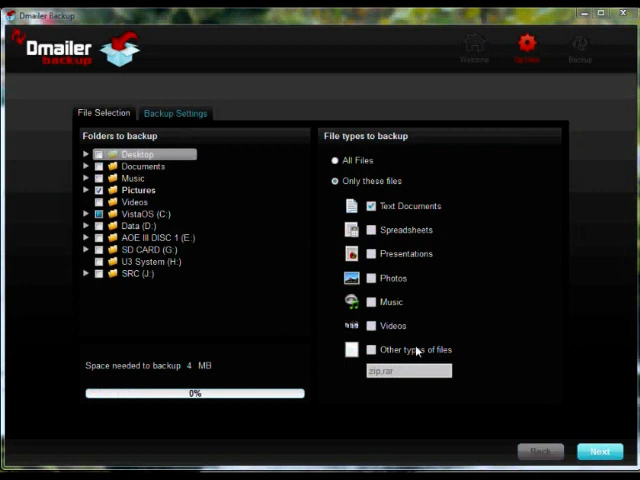 Dmailer Backup
Dmailer
backup
Welcome
Options
Backup
File Selection
Backup Settings
Folders to backup
Desktop
Documents
Music
Pictures
Videos
VistaOS (C:)
Data (D:)
AOE III DISC 1 (E:)
SD CARD (G:)
U3 System (H:)
SRC (J:)
Space needed to backup 4 MB
0%
File types to backup
All Files
Only these files
Text Documents
Spreadsheets
Presentations
Photos
Music
Videos
Other types of files
zip,rar
Back
Next